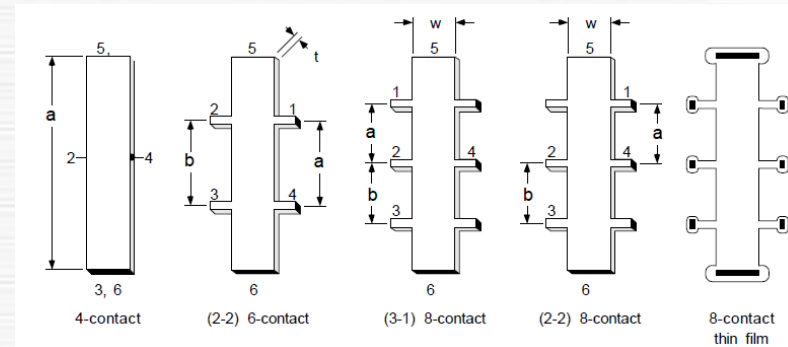 5,
a
2
4
3, 6
4-contact
5
t
2
1
b
a
3
4
6
(2-2) 6-contact
w
5
1
a
2
4
b
3
6
(3-1) 8-contact
w
5
1
a
2
4
b
3
6
(2-2) 8-contact
8-contact
thin film